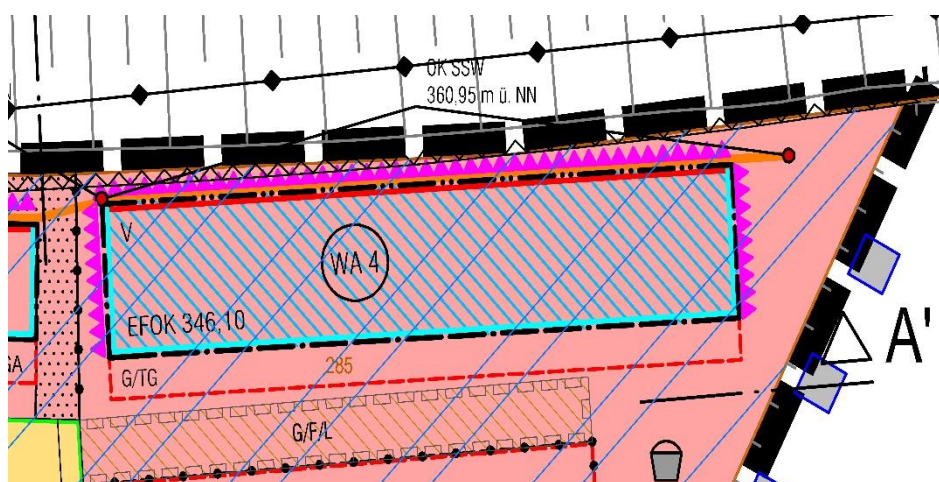 OK SSW
360,95 m ü. NN
V
WA 4
EFOK 346,10
A'
GA
G/TG
285
G/F/L